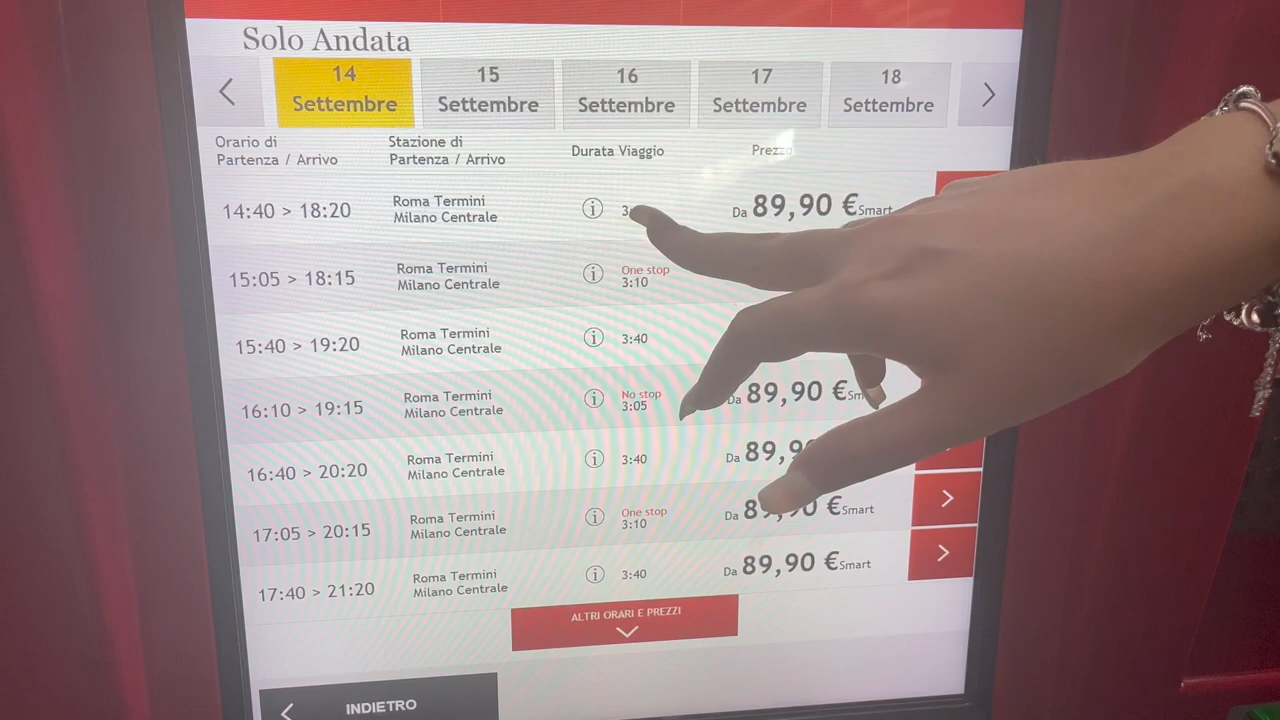 Solo Andata
14 Settembre
15 Settembre
16 Settembre
17 Settembre
18 Settembre
Orario di Partenza / Arrivo
Stazione di Partenza / Arrivo
Durata Viaggio
Prezzo
14:40 > 18:20
Roma Termini
Milano Centrale
Da 89,90 €Smart
15:05 > 18:15
Roma Termini
Milano Centrale
One stop
3:10
15:40 > 19:20
Roma Termini
Milano Centrale
3:40
16:10 > 19:15
Roma Termini
Milano Centrale
No stop
3:05
Da 89,90 €
16:40 > 20:20
Roma Termini
Milano Centrale
3:40
Da
17:05 > 20:15
Roma Termini
Milano Centrale
One stop
3:10
Da 89,90 €Smart
17:40 > 21:20
Roma Termini
Milano Centrale
3:40
Da 89,90 €Smart
ALTRI ORARI E PREZZI
INDIETRO